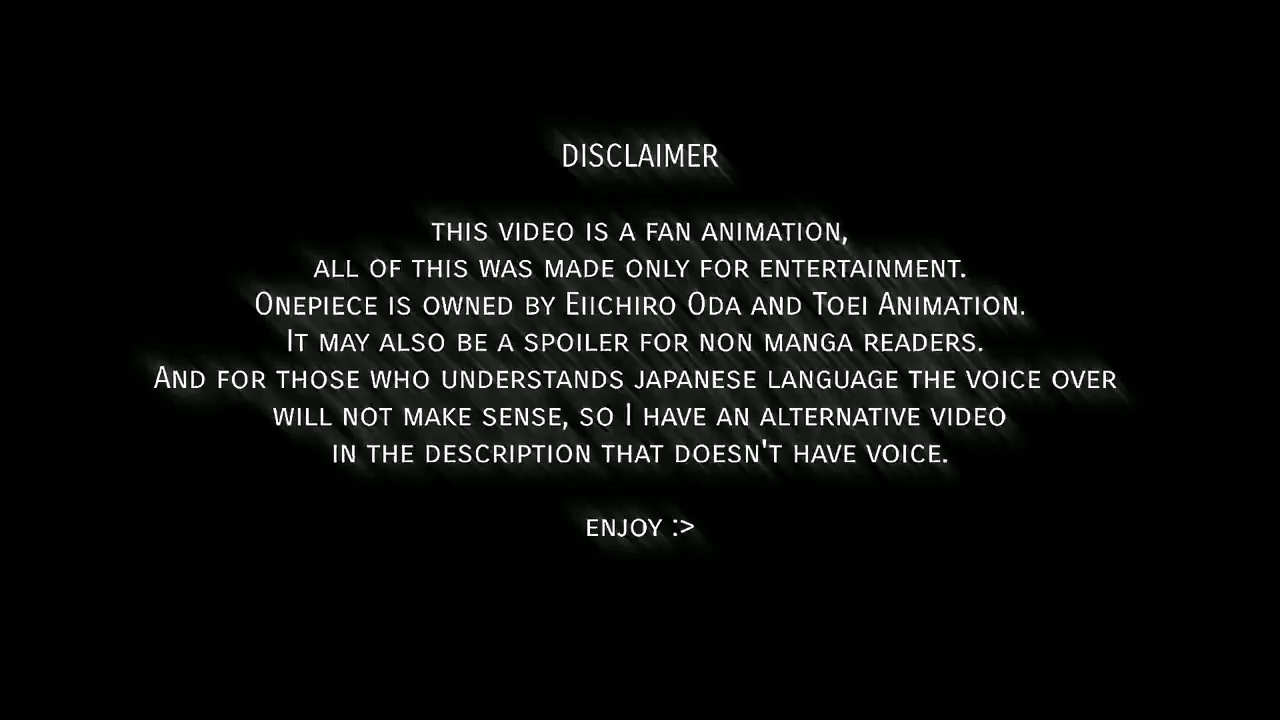 DISCLAIMER
THIS VIDEO IS A FAN ANIMATION,
ALL OF THIS WAS MADE ONLY FOR ENTERTAINMENT.
ONEPIECE IS OWNED BY EIICHIRO ODA AND TOEI ANIMATION.
IT MAY ALSO BE A SPOILER FOR NON MANGA READERS.
AND FOR THOSE WHO UNDERSTANDS JAPANESE LANGUAGE THE VOICE OVER
WILL NOT MAKE SENSE, SO I HAVE AN ALTERNATIVE VIDEO
IN THE DESCRIPTION THAT DOESN'T HAVE VOICE.
ENJOY :>